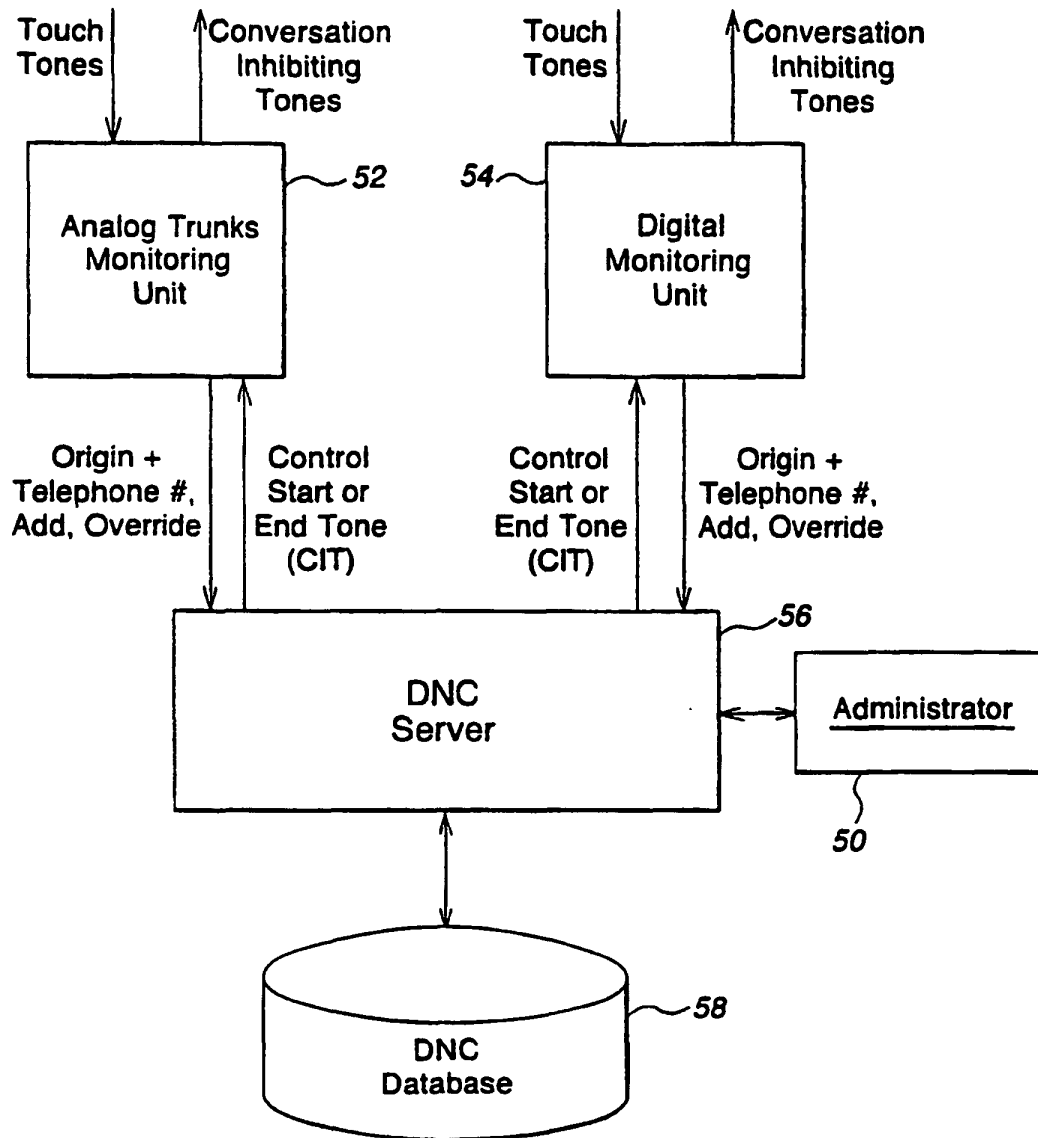 Touch
Tones
Conversation
Inhibiting
Tones
Touch
Tones
Conversation
Inhibiting
Tones
52
54
Analog Trunks
Monitoring
Unit
Digital
Monitoring
Unit
Origin +
Telephone #,
Add, Override
Control
Start or
End Tone
(CIT)
Control
Start or
End Tone
(CIT)
Origin +
Telephone #,
Add, Override
56
DNC
Server
Administrator
50
58
DNC
Database